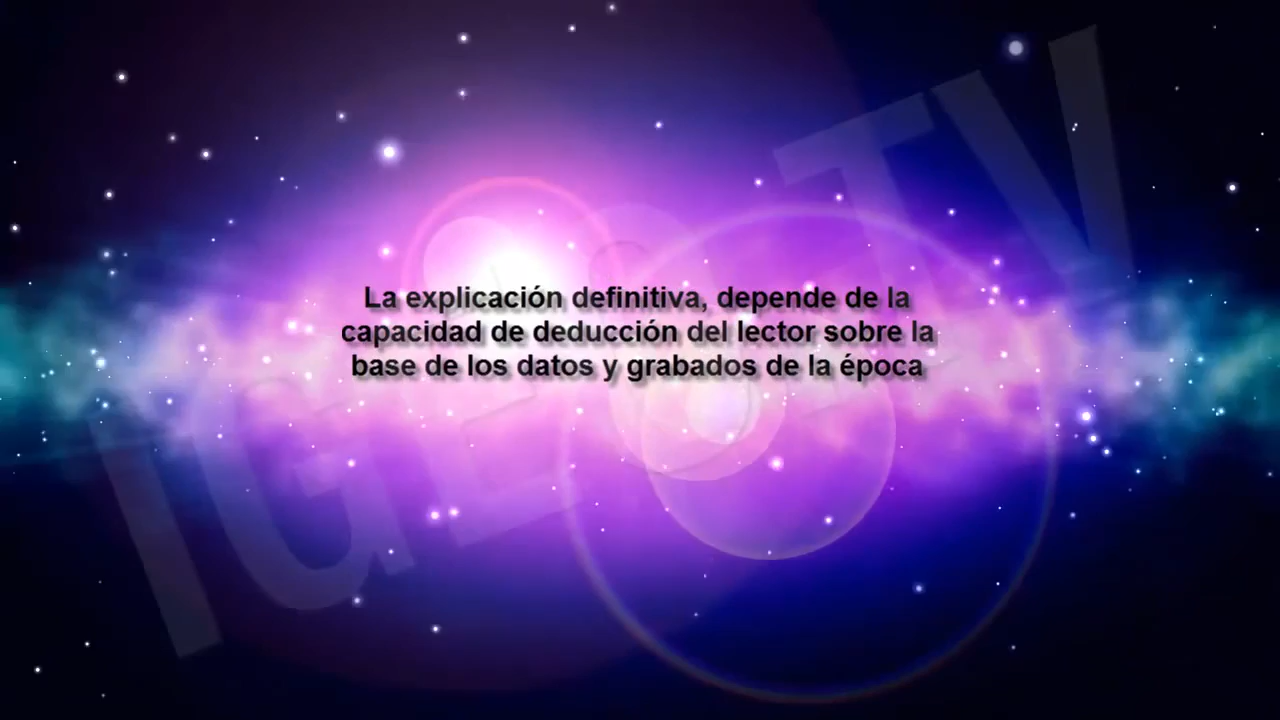 La explicación definitiva, depende de la
capacidad de deducción del lector sobre la
base de los datos y grabados de la época